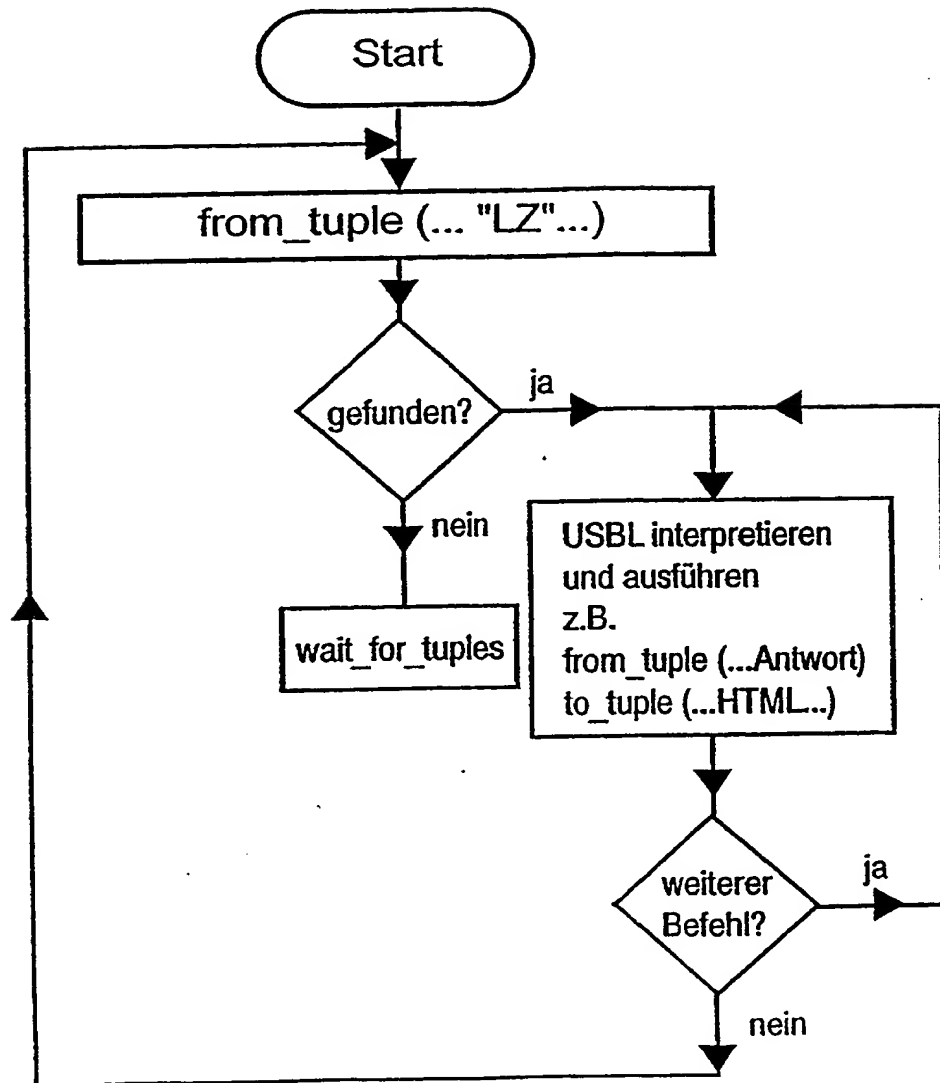 Start
from_tuple (... "LZ"...)
gefunden?
ja
nein
wait_for_tuples
USBL interpretieren
und ausführen
z.B.
from_tuple (...Antwort)
to_tuple (...HTML...)
weiterer
Befehl?
ja
nein